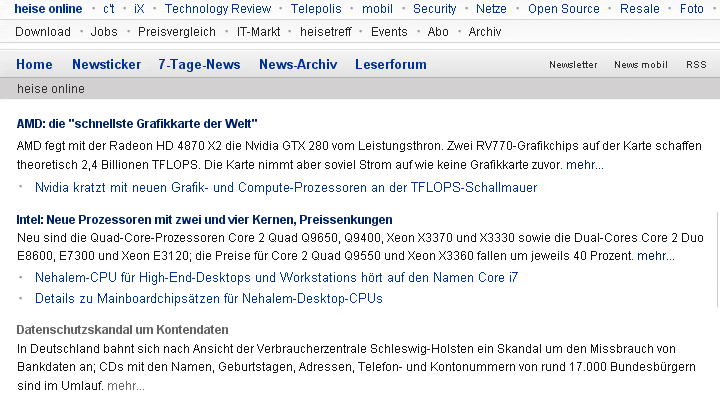 heise online • c't • iX • Technology Review • Telepolis • mobil • Security • Netze • Open Source • Resale • Foto •
Download • Jobs • Preisvergleich • IT-Markt • heisetreff • Events • Abo • Archiv
Home Newsticker 7-Tage-News News-Archiv Leserforum Newsletter News mobil RSS
heise online
AMD: die "schnellste Grafikkarte der Welt"
AMD fegt mit der Radeon HD 4870 X2 die Nvidia GTX 280 vom Leistungsthron. Zwei RV770-Grafikchips auf der Karte schaffen
theoretisch 2,4 Billionen TFLOPS. Die Karte nimmt aber soviel Strom auf wie keine Grafikkarte zuvor. mehr...
• Nvidia kratzt mit neuen Grafik- und Compute-Prozessoren an der TFLOPS-Schallmauer
Intel: Neue Prozessoren mit zwei und vier Kernen, Preissenkungen
Neu sind die Quad-Core-Prozessoren Core 2 Quad Q9650, Q9400, Xeon X3370 und X3330 sowie die Dual-Cores Core 2 Duo
E8600, E7300 und Xeon E3120; die Preise für Core 2 Quad Q9550 und Xeon X3360 fallen um jeweils 40 Prozent. mehr...
• Nehalem-CPU für High-End-Desktops und Workstations hört auf den Namen Core i7
• Details zu Mainboardchipsätzen für Nehalem-Desktop-CPUs
Datenschutzskandal um Kontendaten
In Deutschland bahnt sich nach Ansicht der Verbraucherzentrale Schleswig-Holsten ein Skandal um den Missbrauch von
Bankdaten an; CDs mit den Namen, Geburtstagen, Adressen, Telefon- und Kontonummern von rund 17.000 Bundesbürgern
sind im Umlauf. mehr...